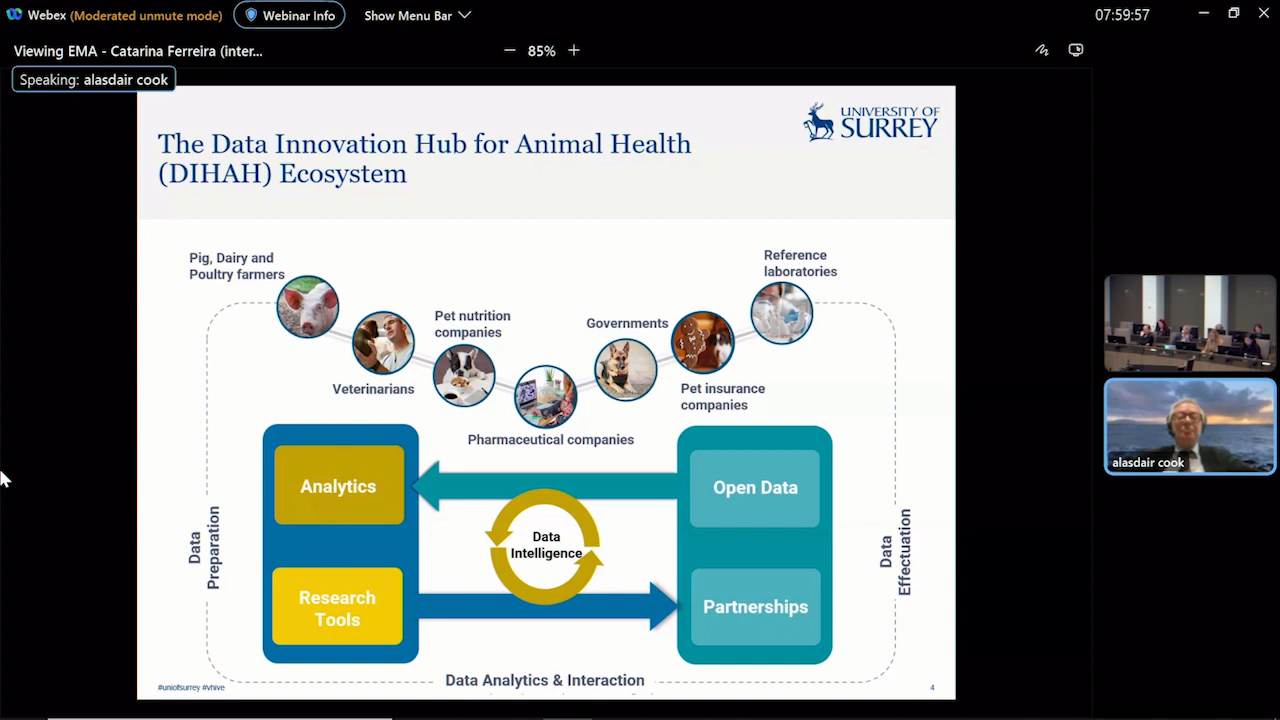 Webex (Moderated unmute mode)
Webinar Info
Show Menu Bar
07:59:57
Viewing EMA - Catarina Ferreira (inter...
85%
Speaking: alasdair cook
UNIVERSITY OF
SURREY
The Data Innovation Hub for Animal Health
(DIHAH) Ecosystem
Pig, Dairy and
Poultry farmers
Veterinarians
Pet nutrition
companies
Pharmaceutical companies
Governments
Pet insurance
companies
Reference
laboratories
Analytics
Research
Tools
Data
Intelligence
Open Data
Partnerships
Data
Preparation
Data
Effectuation
Data Analytics & Interaction
#uniofsurrey #vhive
4
alasdair cook